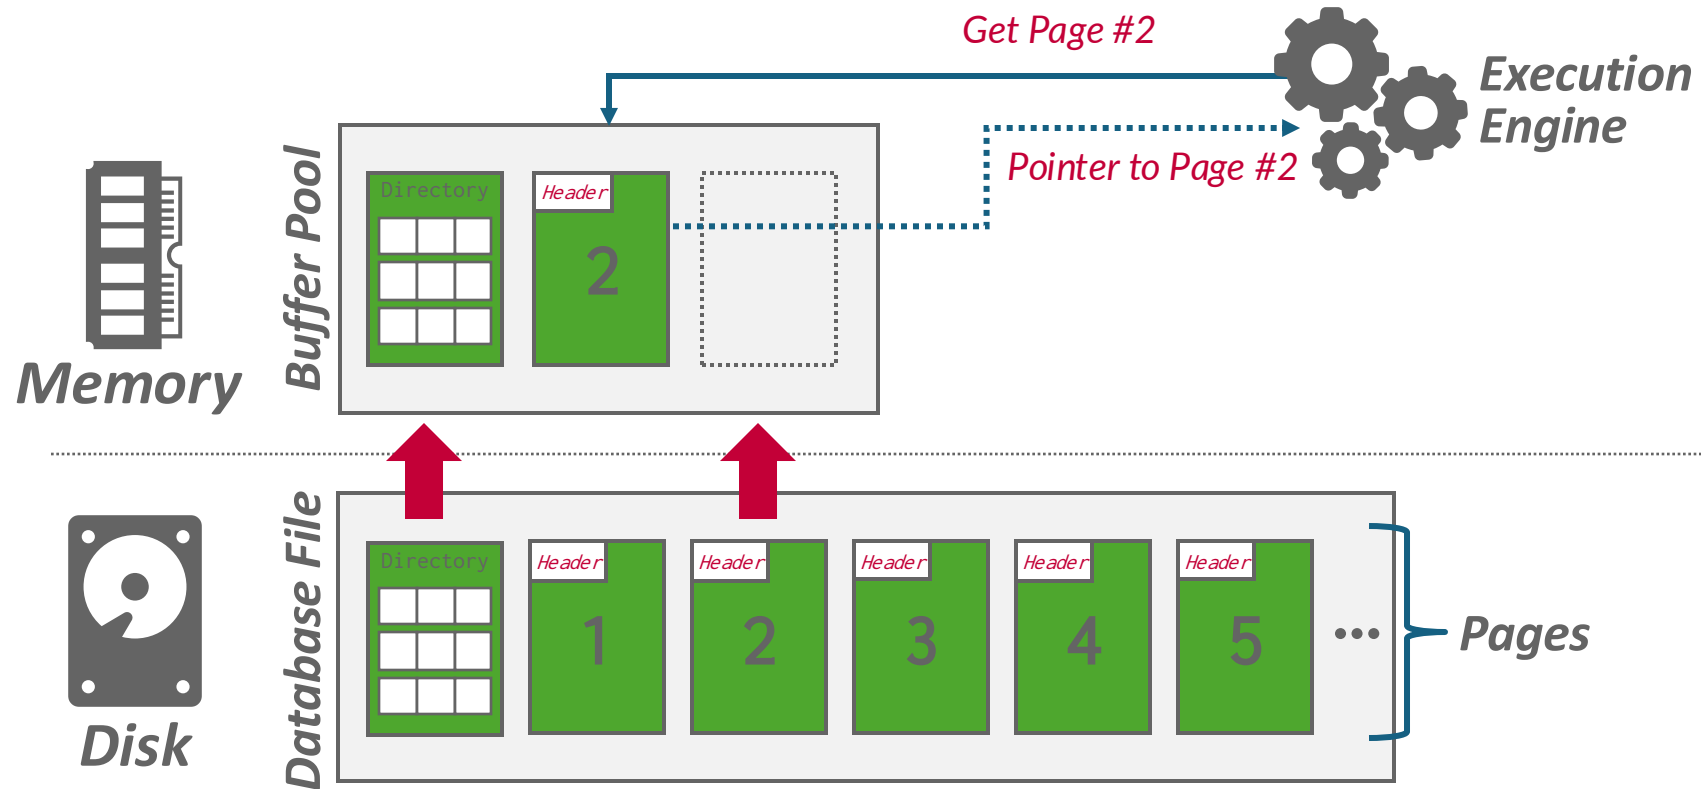 Get Page #2
Execution
Engine
Pointer to Page #2
Buffer Pool
Directory
Header
2
Memory
Database File
Directory
Header
1
Header
2
Header
3
Header
4
Header
5
...
Pages
Disk